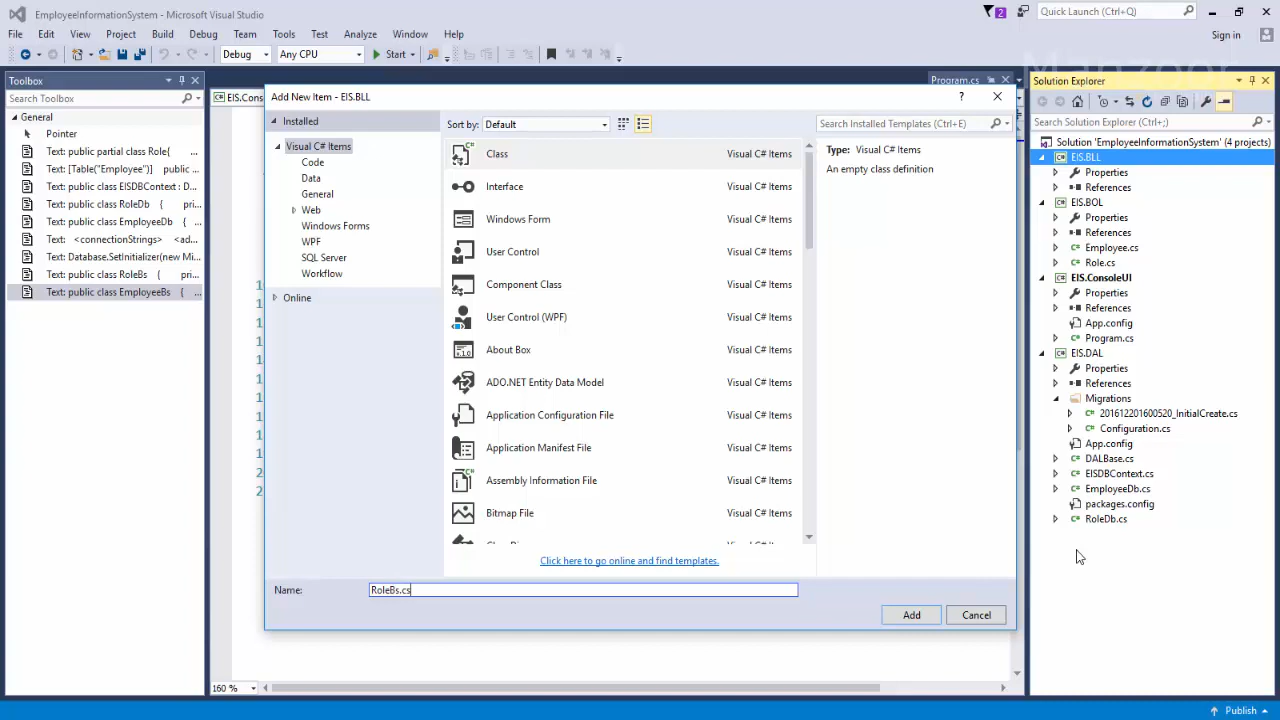 EmployeeInformationSystem - Microsoft Visual Studio
2
Quick Launch (Ctrl+Q)
File Edit View Project Build Debug Team Tools Test Analyze Window Help
Sign in
Debug Any CPU Start
Toolbox
Search Toolbox
General
Pointer
Text: public partial class Role{
Text: [Table("Employee")] public ...
Text: public class EISDBContext : D...
Text: public class RoleDb { pri...
Text: public class EmployeeDb { ...
Text: <connectionStrings> <ad...
Text: Database.SetInitializer(new Mi...
Text: public class RoleBs { pri...
Text: public class EmployeeBs { ...
EIS.Cons
Program.cs
Add New Item - EIS.BLL
?
Installed
Visual C# Items
Code
Data
General
Web
Windows Forms
WPF
SQL Server
Workflow
Online
Sort by: Default
Search Installed Templates (Ctrl+E)
Class Visual C# Items
Interface Visual C# Items
Windows Form Visual C# Items
User Control Visual C# Items
Component Class Visual C# Items
User Control (WPF) Visual C# Items
About Box Visual C# Items
ADO.NET Entity Data Model Visual C# Items
Application Configuration File Visual C# Items
Application Manifest File Visual C# Items
Assembly Information File Visual C# Items
Bitmap File Visual C# Items
Click here to go online and find templates.
Type: Visual C# Items
An empty class definition
Name: RoleBs.cs
Add Cancel
160 %
Solution Explorer
Search Solution Explorer (Ctrl+;)
Solution 'EmployeeInformationSystem' (4 projects)
EIS.BLL
Properties
References
EIS.BOL
Properties
References
Employee.cs
Role.cs
EIS.ConsoleUI
Properties
References
App.config
Program.cs
EIS.DAL
Properties
References
Migrations
201612201600520_InitialCreate.cs
Configuration.cs
App.config
DALBase.cs
EISDBContext.cs
EmployeeDb.cs
packages.config
RoleDb.cs
Publish